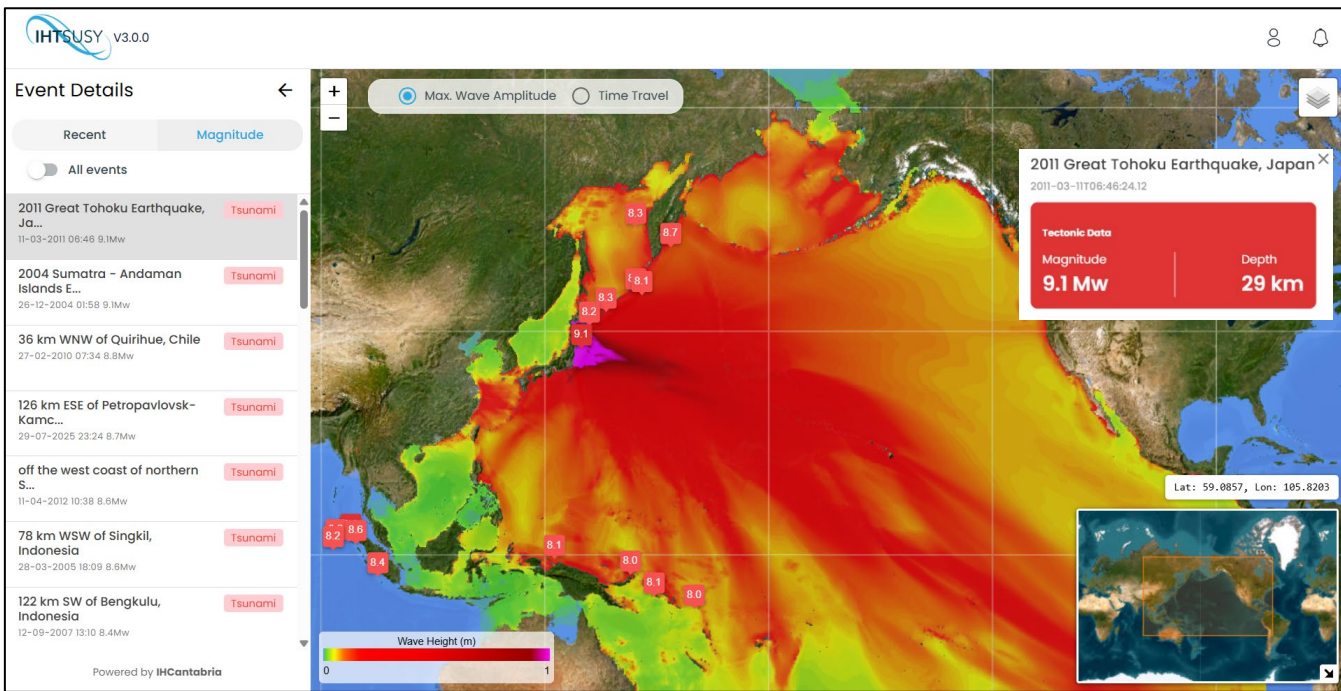 IHTSUSY V3.0.0
Event Details
Recent Magnitude
All events
2011 Great Tohoku Earthquake,
Ja...
Tsunami
11-03-2011 06:46 9.1Mw
2004 Sumatra - Andaman
Islands E...
Tsunami
26-12-2004 01:58 9.1Mw
36 km WNW of Quirihue, Chile
Tsunami
27-02-2010 07:34 8.8Mw
126 km ESE of Petropavlovsk-
Kamc...
Tsunami
29-07-2025 23:24 8.7Mw
off the west coast of northern
S...
Tsunami
11-04-2012 10:38 8.6Mw
78 km WSW of Singkil,
Indonesia
Tsunami
28-03-2005 18:09 8.6Mw
122 km SW of Bengkulu,
Indonesia
Tsunami
12-09-2007 13:10 8.4Mw
Powered by IHCantabria
+
−
Max. Wave Amplitude Time Travel
8.3
8.7
8.1
8.3
8.2
9.1
8.6
8.2
8.4
8.1
8.0
8.1
8.0
2011 Great Tohoku Earthquake, Japan
2011-03-11T06:46:24.12
Tectonic Data
Magnitude Depth
9.1 Mw 29 km
Lat: 59.0857, Lon: 105.8203
Wave Height (m)
0 1